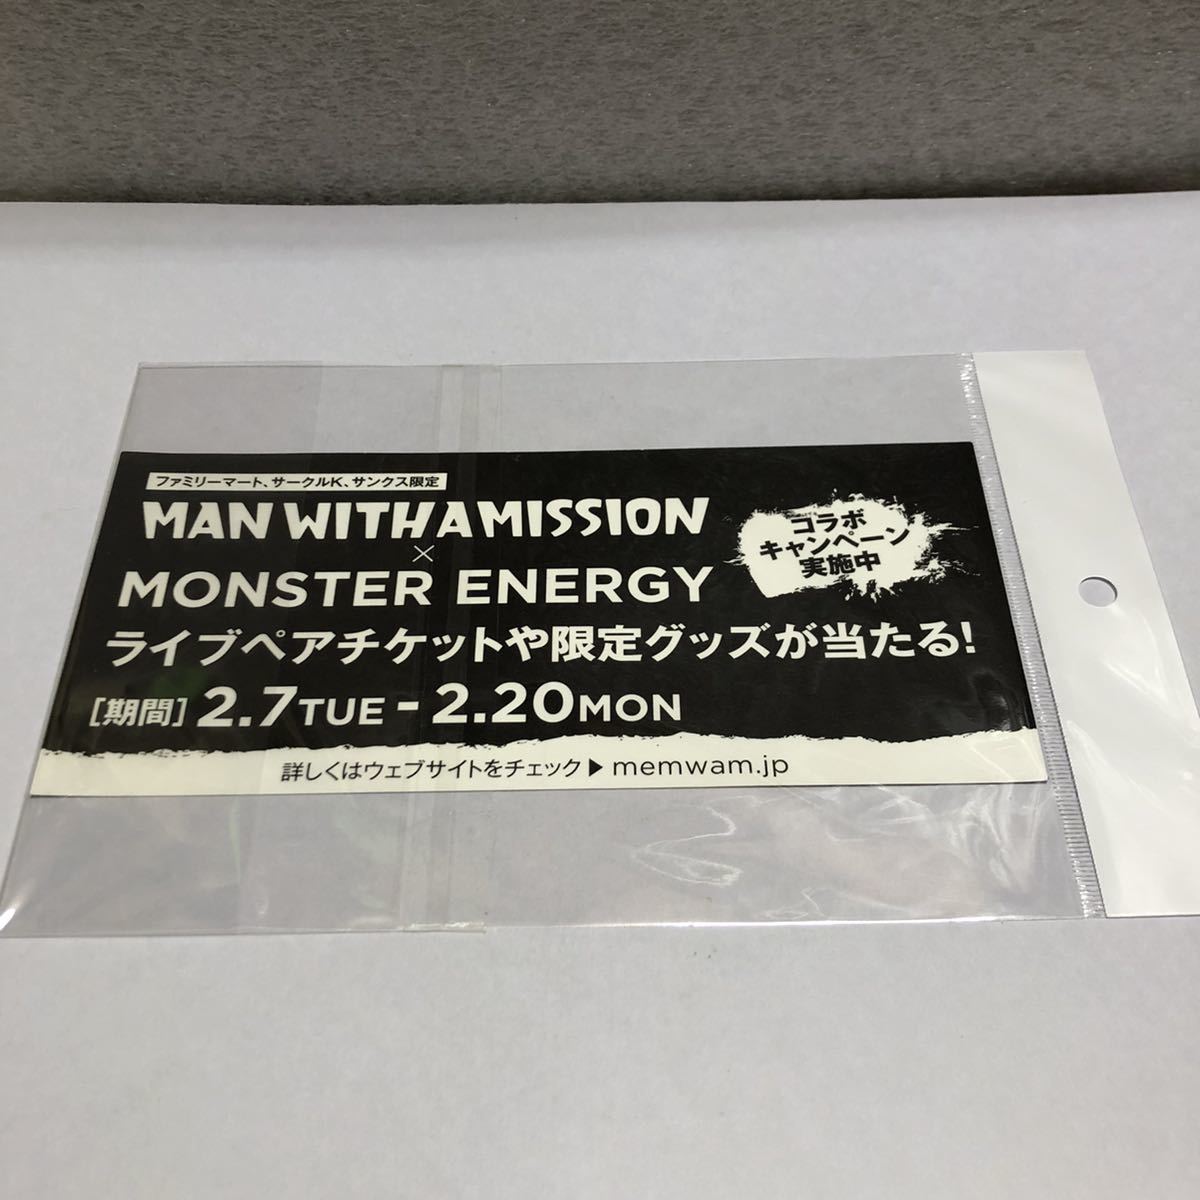 ファミリーマート、サークルK、サンクス限定
MAN WITH A MISSION
×
MONSTER ENERGY
コラボ
キャンペーン
実施中
ライブペアチケットや限定グッズが当たる!
[期間] 2.7TUE - 2.20MON
詳しくはウェブサイトをチェック▶memwam.jp